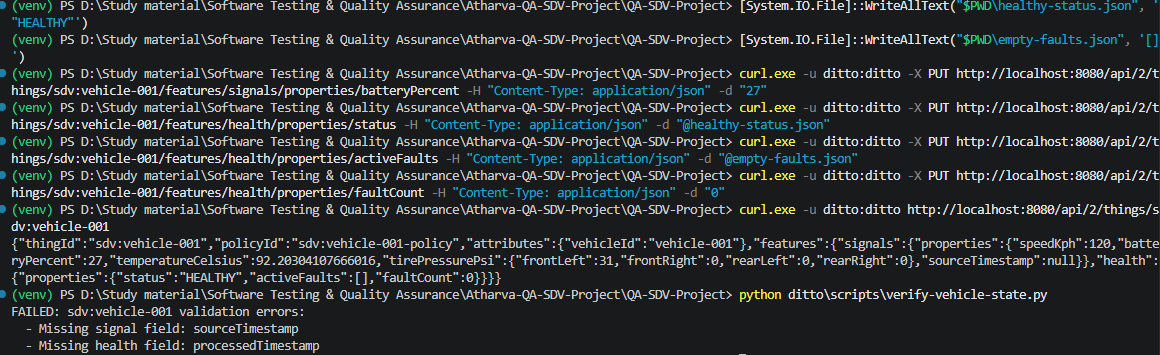 (venv) PS D:\Study material\Software Testing & Quality Assurance\Atharva-QA-SDV-Project\QA-SDV-Project> [System.IO.File]::WriteAllText("$PWD\healthy-status.json", '
"HEALTHY"')
(venv) PS D:\Study material\Software Testing & Quality Assurance\Atharva-QA-SDV-Project\QA-SDV-Project> [System.IO.File]::WriteAllText("$PWD\empty-faults.json", '[]
')
(venv) PS D:\Study material\Software Testing & Quality Assurance\Atharva-QA-SDV-Project\QA-SDV-Project> curl.exe -u ditto:ditto -X PUT http://localhost:8080/api/2/t
hings/sdv:vehicle-001/features/signals/properties/batteryPercent -H "Content-Type: application/json" -d "27"
(venv) PS D:\Study material\Software Testing & Quality Assurance\Atharva-QA-SDV-Project\QA-SDV-Project> curl.exe -u ditto:ditto -X PUT http://localhost:8080/api/2/t
hings/sdv:vehicle-001/features/health/properties/status -H "Content-Type: application/json" -d "@healthy-status.json"
(venv) PS D:\Study material\Software Testing & Quality Assurance\Atharva-QA-SDV-Project\QA-SDV-Project> curl.exe -u ditto:ditto -X PUT http://localhost:8080/api/2/t
hings/sdv:vehicle-001/features/health/properties/activeFaults -H "Content-Type: application/json" -d "@empty-faults.json"
(venv) PS D:\Study material\Software Testing & Quality Assurance\Atharva-QA-SDV-Project\QA-SDV-Project> curl.exe -u ditto:ditto -X PUT http://localhost:8080/api/2/t
hings/sdv:vehicle-001/features/health/properties/faultCount -H "Content-Type: application/json" -d "0"
(venv) PS D:\Study material\Software Testing & Quality Assurance\Atharva-QA-SDV-Project\QA-SDV-Project> curl.exe -u ditto:ditto http://localhost:8080/api/2/things/s
dv:vehicle-001
{"thingId":"sdv:vehicle-001","policyId":"sdv:vehicle-001-policy","attributes":{"vehicleId":"vehicle-001"},"features":{"signals":{"properties":{"speedKph":120,"batte
ryPercent":27,"temperatureCelsius":92.20304107666016,"tirePressurePsi":{"frontLeft":31,"frontRight":0,"rearLeft":0,"rearRight":0},"sourceTimestamp":null}},"health":
{"properties":{"status":"HEALTHY","activeFaults":[],"faultCount":0}}}}
(venv) PS D:\Study material\Software Testing & Quality Assurance\Atharva-QA-SDV-Project\QA-SDV-Project> python ditto\scripts\verify-vehicle-state.py
FAILED: sdv:vehicle-001 validation errors:
- Missing signal field: sourceTimestamp
- Missing health field: processedTimestamp